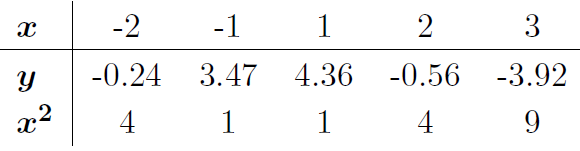 x -2 -1 1 2 3
y -0.24 3.47 4.36 -0.56 -3.92
x² 4 1 1 4 9